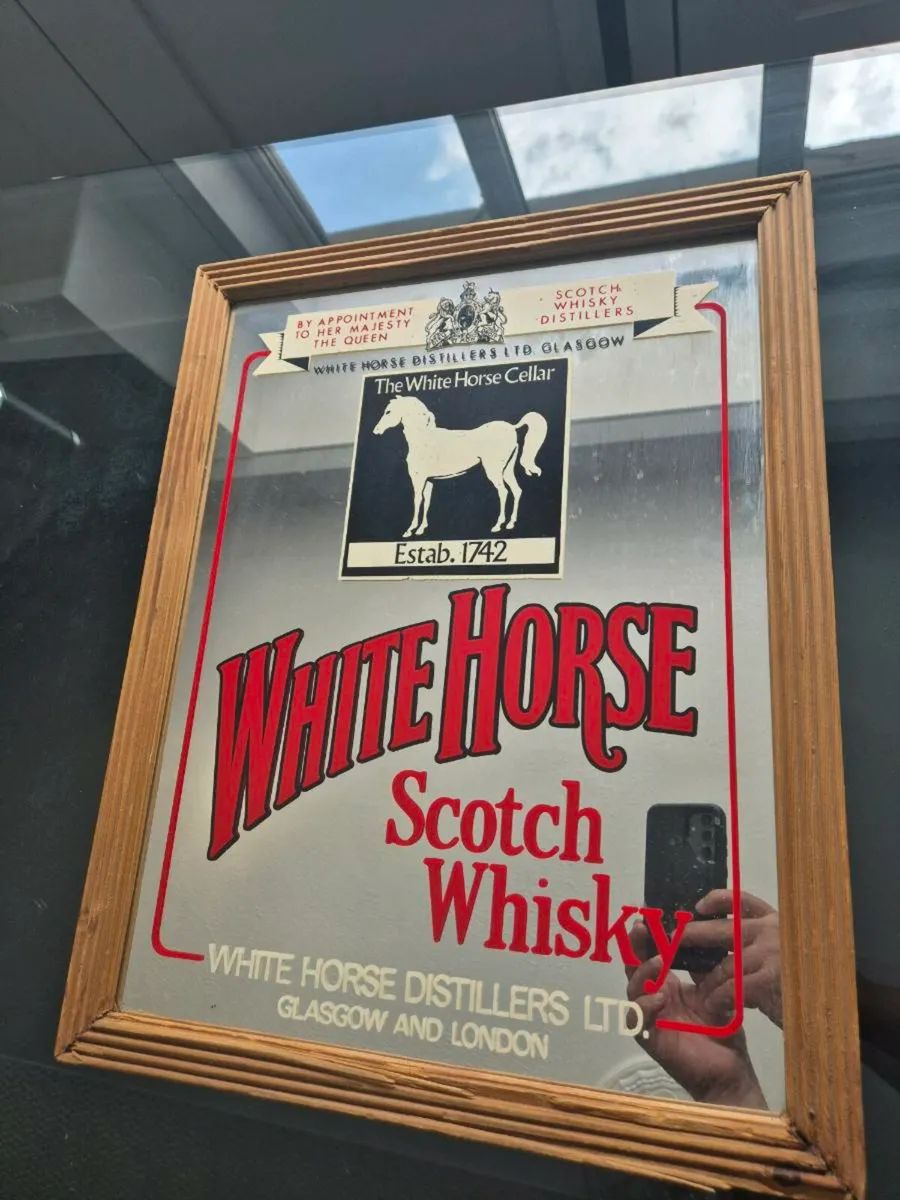 BY APPOINTMENT
TO HER MAJESTY
THE QUEEN
SCOTCH
WHISKY
DISTILLERS
WHITE HORSE DISTILLERS LTD. GLASGOW
The White Horse Cellar
Estab. 1742
WHITE HORSE
Scotch
Whisky
WHITE HORSE DISTILLERS LTD.
GLASGOW AND LONDON